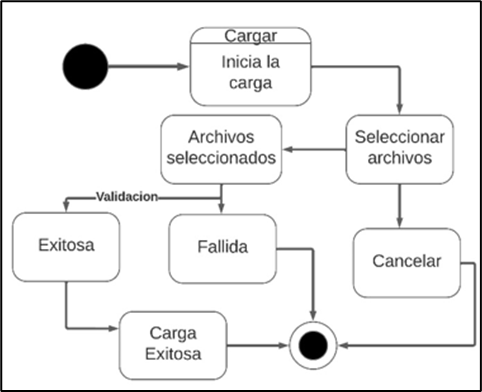 Cargar
Inicia la
carga
Archivos
seleccionados
Seleccionar
archivos
Validacion
Exitosa
Fallida
Cancelar
Carga
Exitosa